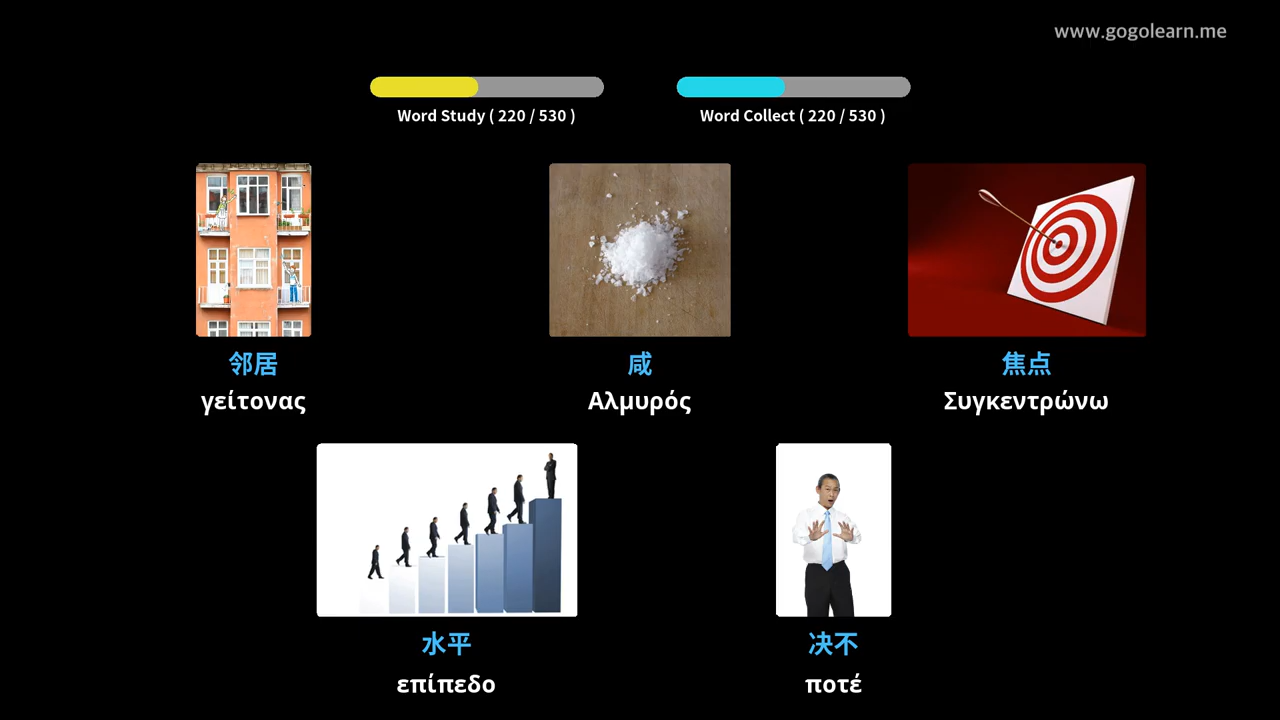 www.gogolearn.me
Word Study ( 220 / 530 )
Word Collect ( 220 / 530 )
邻居
γείτονας
咸
Αλμυρός
焦点
Συγκεντρώνω
水平
επίπεδο
决不
ποτέ